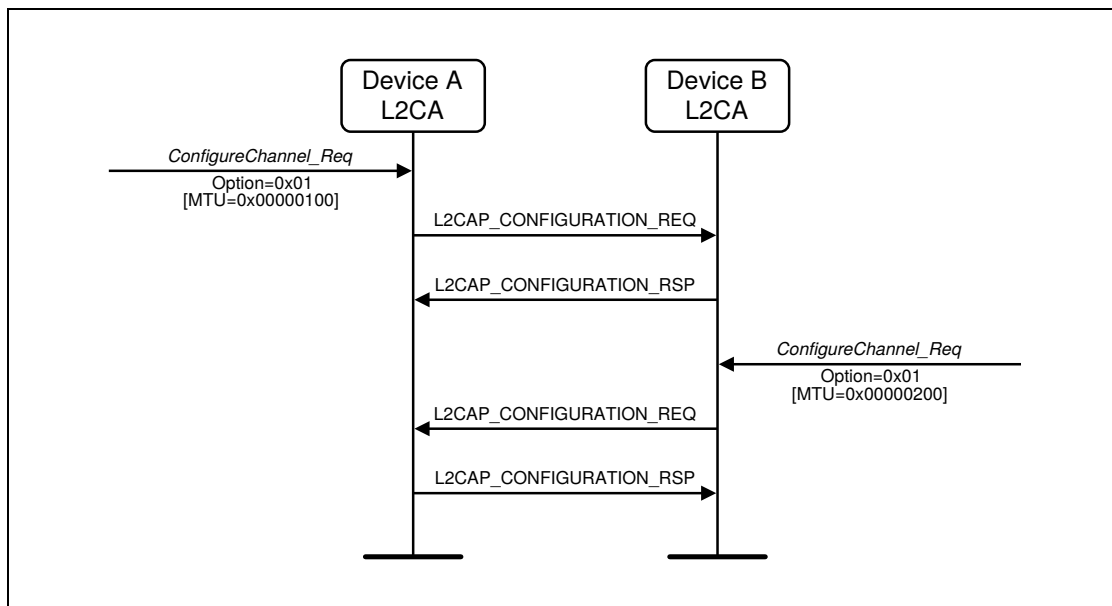 Device A
L2CA
Device B
L2CA
ConfigureChannel_Req
Option=0x01
[MTU=0x00000100]
L2CAP_CONFIGURATION_REQ
L2CAP_CONFIGURATION_RSP
ConfigureChannel_Req
Option=0x01
[MTU=0x00000200]
L2CAP_CONFIGURATION_REQ
L2CAP_CONFIGURATION_RSP